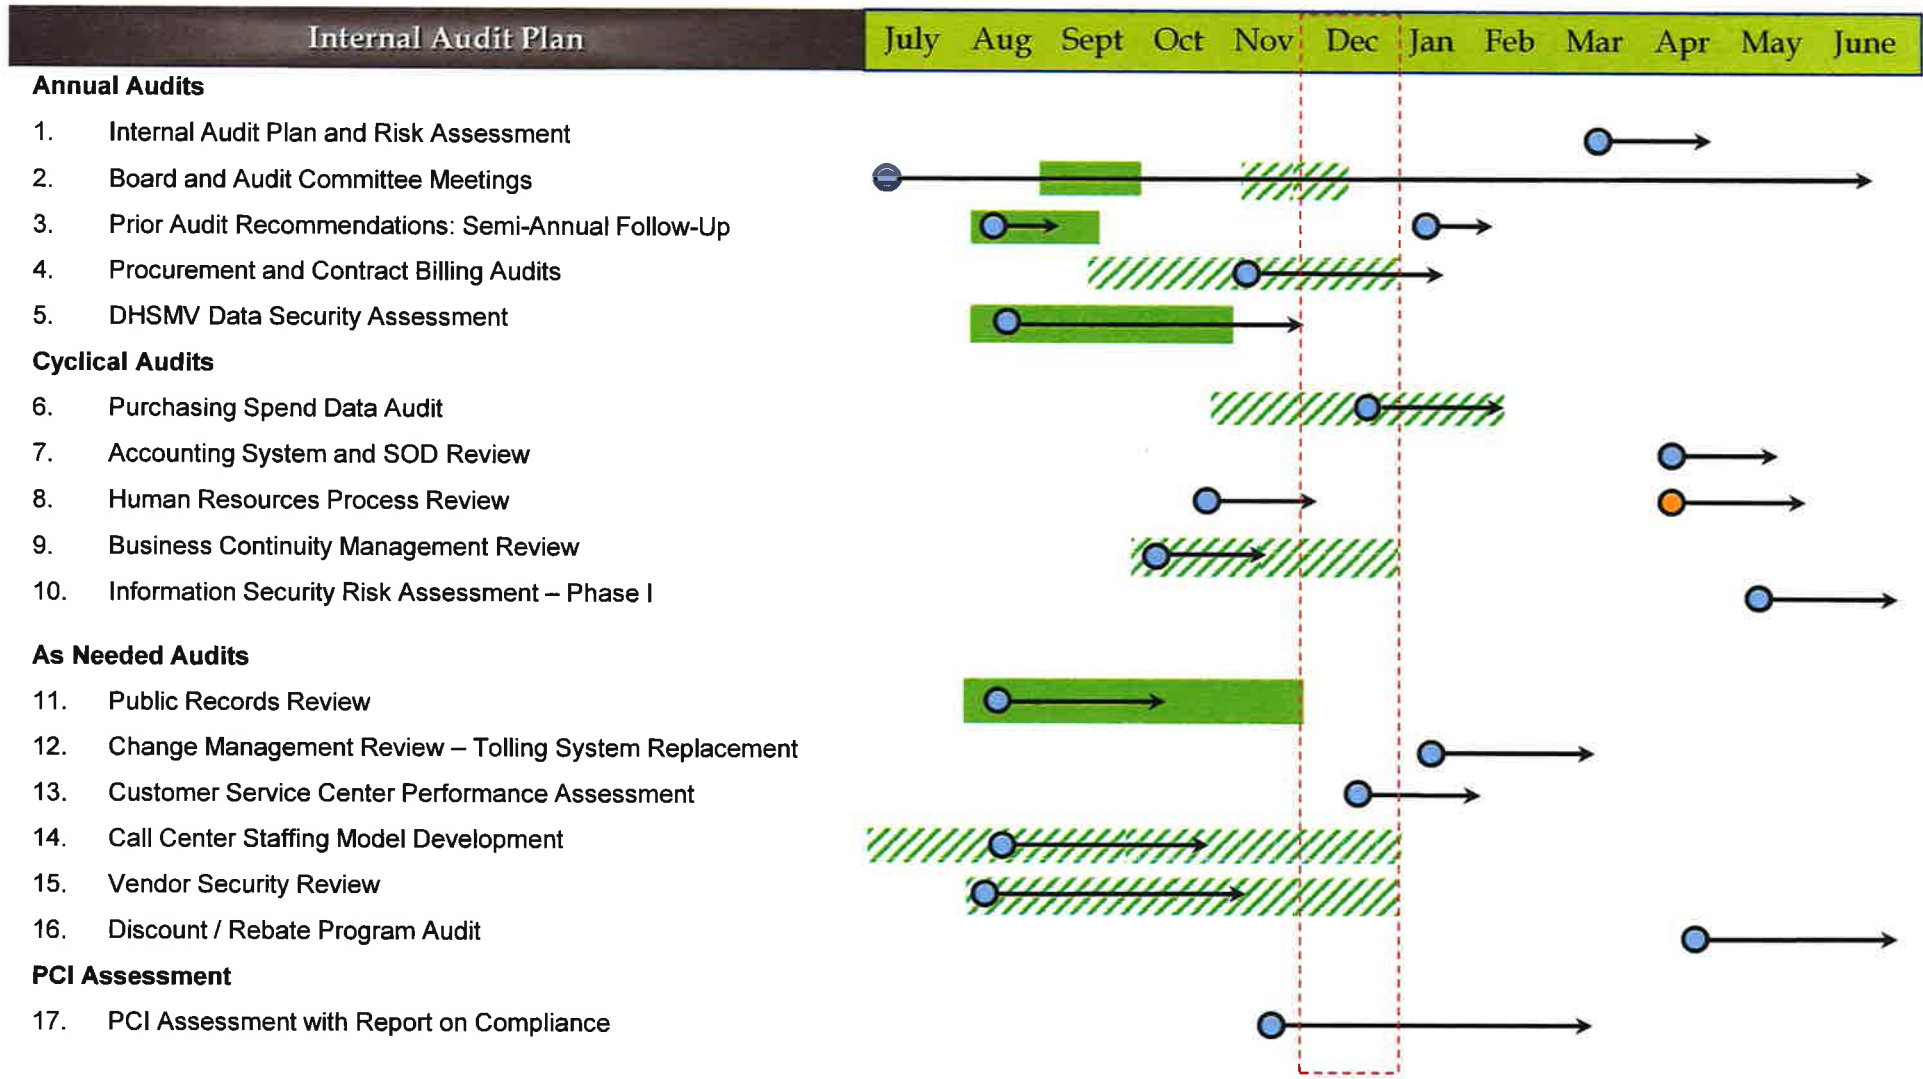 Internal Audit Plan July Aug Sept Oct Nov Dec Jan Feb Mar Apr May June
Annual Audits
1. Internal Audit Plan and Risk Assessment
2. Board and Audit Committee Meetings
3. Prior Audit Recommendations: Semi-Annual Follow-Up
4. Procurement and Contract Billing Audits
5. DHSMV Data Security Assessment
Cyclical Audits
6. Purchasing Spend Data Audit
7. Accounting System and SOD Review
8. Human Resources Process Review
9. Business Continuity Management Review
10. Information Security Risk Assessment – Phase I
As Needed Audits
11. Public Records Review
12. Change Management Review – Tolling System Replacement
13. Customer Service Center Performance Assessment
14. Call Center Staffing Model Development
15. Vendor Security Review
16. Discount / Rebate Program Audit
PCI Assessment
17. PCI Assessment with Report on Compliance